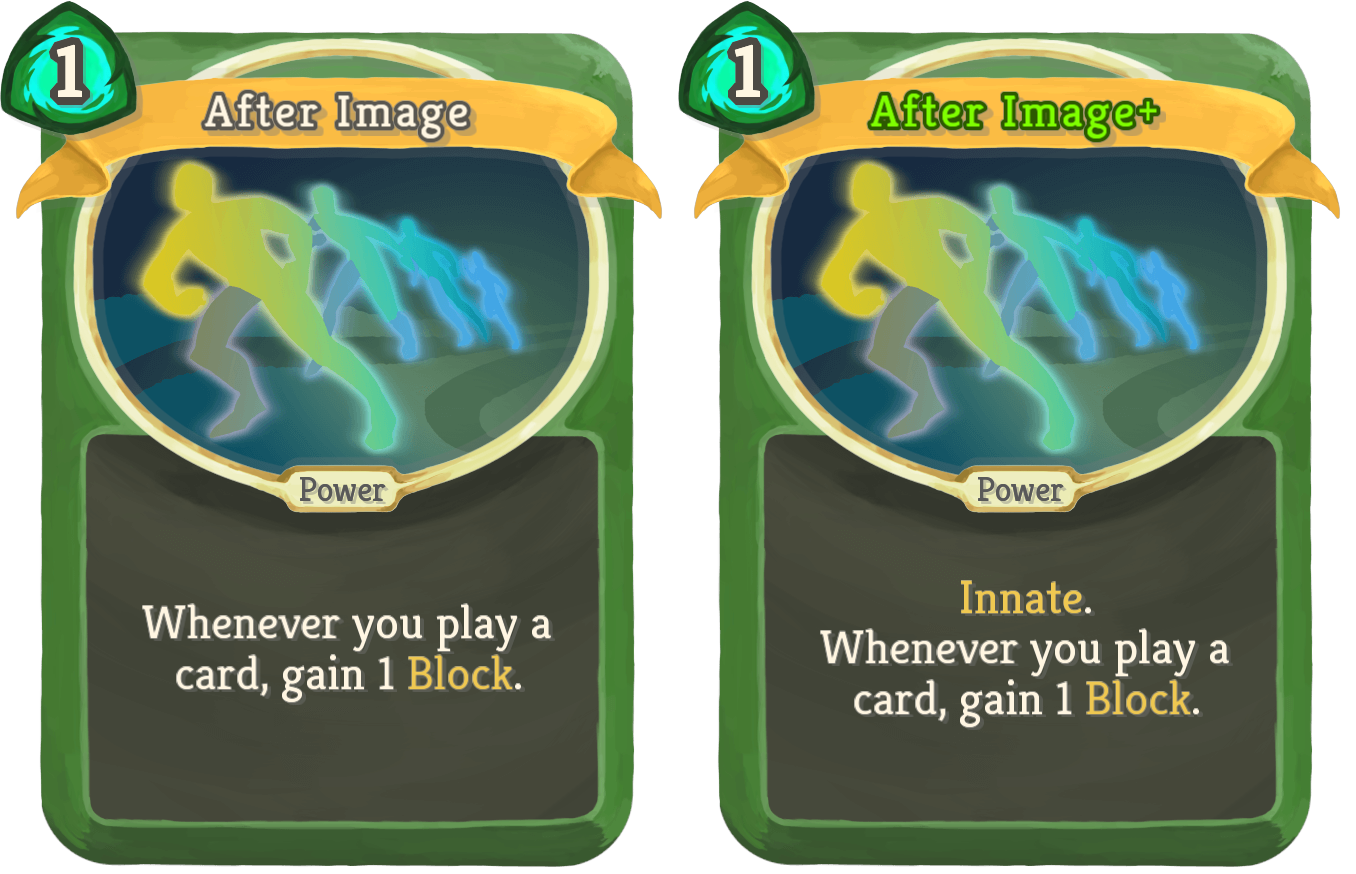 1
After Image
Power
Whenever you play a
card, gain 1 Block.
1
After Image+
Power
Innate.
Whenever you play a
card, gain 1 Block.